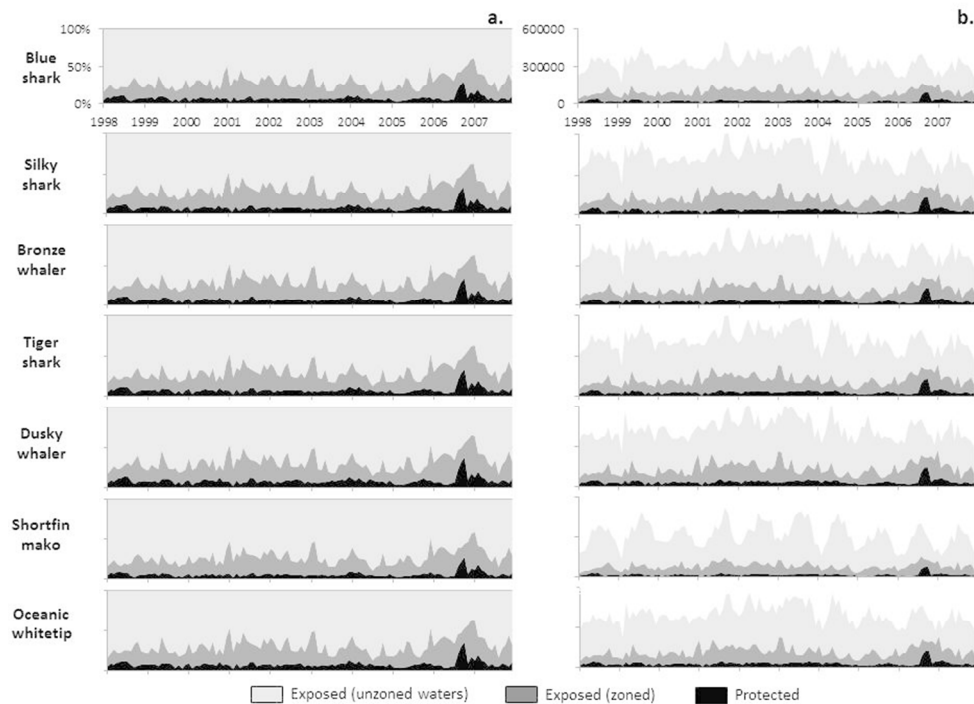 a.
b.
Blue
shark
100%
50%
0%
1998 1999 2000 2001 2002 2003 2004 2005 2006 2007
600000
300000
0
1998 1999 2000 2001 2002 2003 2004 2005 2006 2007
Silky
shark
Bronze
whaler
Tiger
shark
Dusky
whaler
Shortfin
mako
Oceanic
whitetip
Exposed (unzoned waters) Exposed (zoned) Protected